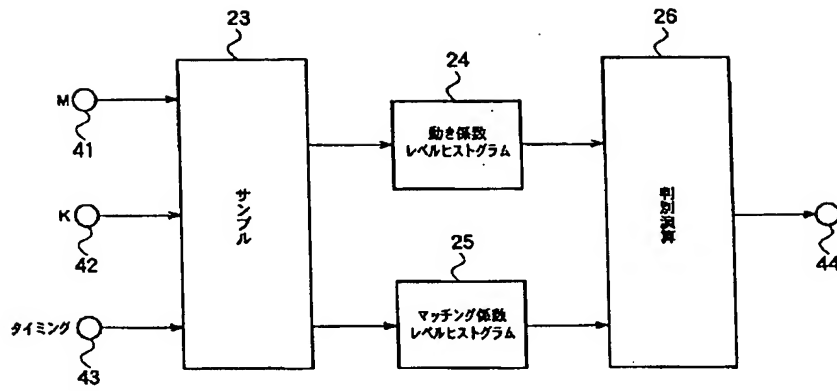 23
26
24
M
41
動き係数
レベルヒストグラム
サンプル
判別演算
K
42
44
25
マッチング係数
レベルヒストグラム
タイミング
43